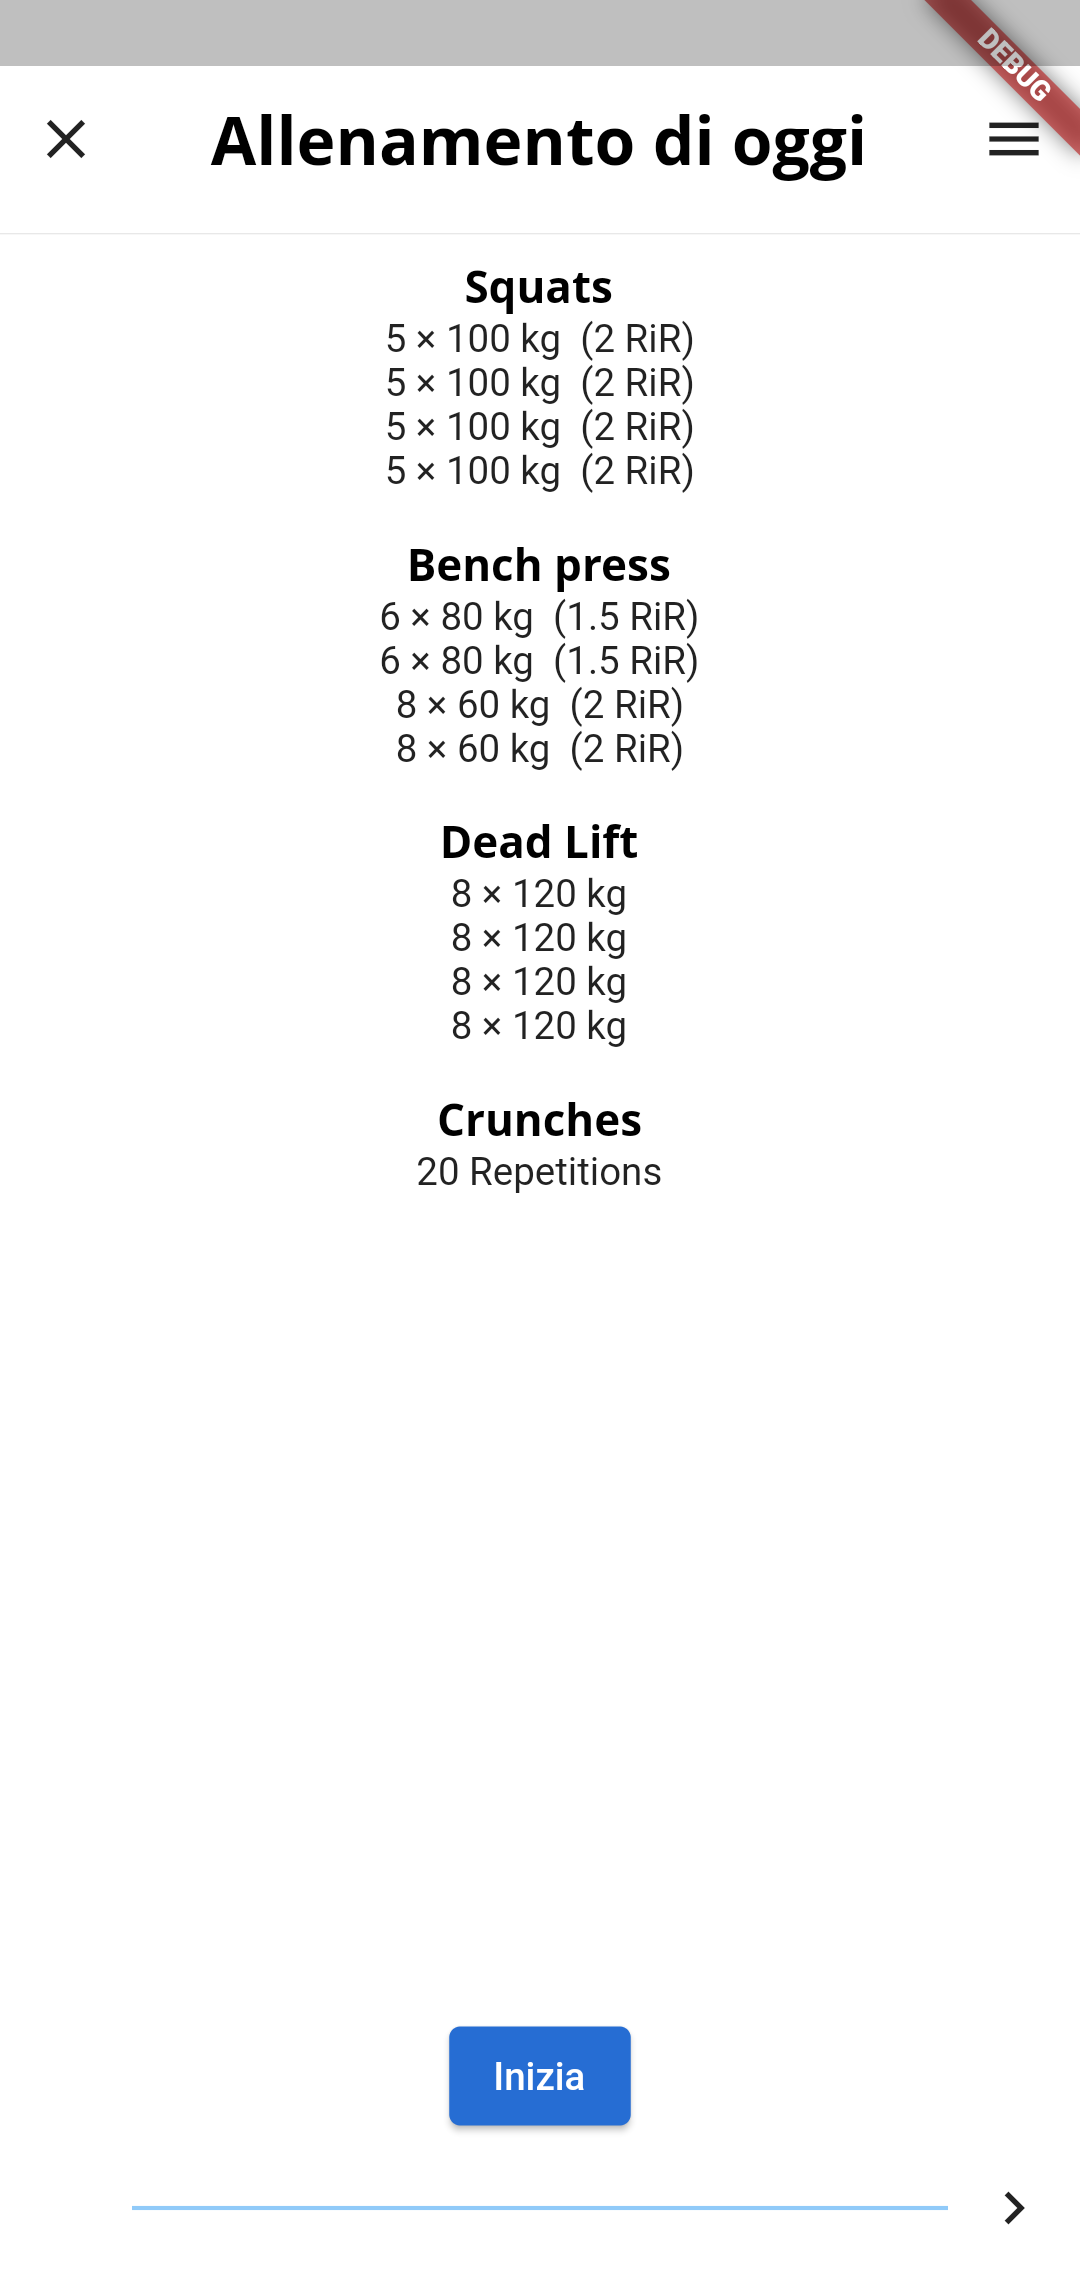 DEBUG
Allenamento di oggi
Squats
5 × 100 kg (2 RiR)
5 × 100 kg (2 RiR)
5 × 100 kg (2 RiR)
5 × 100 kg (2 RiR)
Bench press
6 × 80 kg (1.5 RiR)
6 × 80 kg (1.5 RiR)
8 × 60 kg (2 RiR)
8 × 60 kg (2 RiR)
Dead Lift
8 × 120 kg
8 × 120 kg
8 × 120 kg
8 × 120 kg
Crunches
20 Repetitions
Inizia